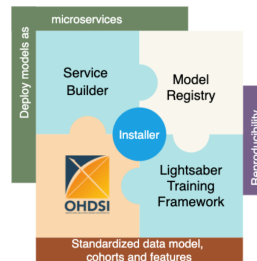 microservices
Deploy models as
Service
Builder
Model
Registry
Installer
Reproducibility
OHDSI
Lightsaber
Training
Framework
Standardized data model,
cohorts and features